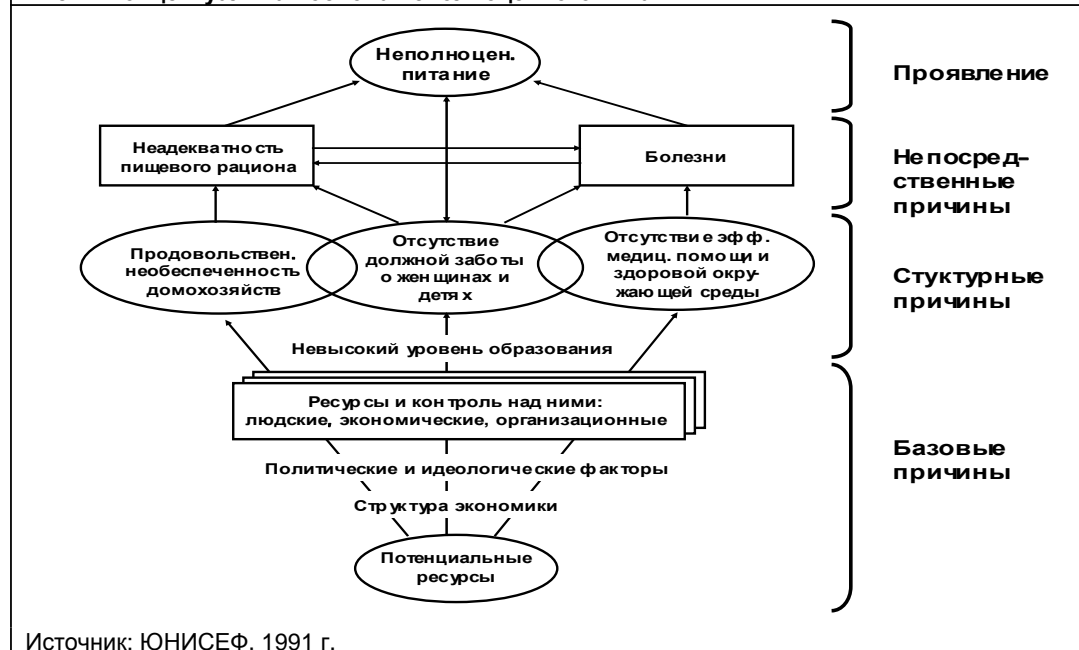 Неполноцен.
питание
Проявление
Неадекватность
пищевого рациона
Болезни
Непосред-
ственные
причины
Продовольствен.
необеспеченность
домохозяйств
Отсутствие
должной заботы
о женщинах и
детях
Отсутствие эфф.
медиц. помощи и
здоровой окру-
жающей среды
Стуктурные
причины
Невысокий уровень образования
Ресурсы и контроль над ними:
людские, экономические, организационные
Политические и идеологические факторы
Структура экономики
Базовые
причины
Потенциальные
ресурсы
Источник: ЮНИСЕФ, 1991 г.